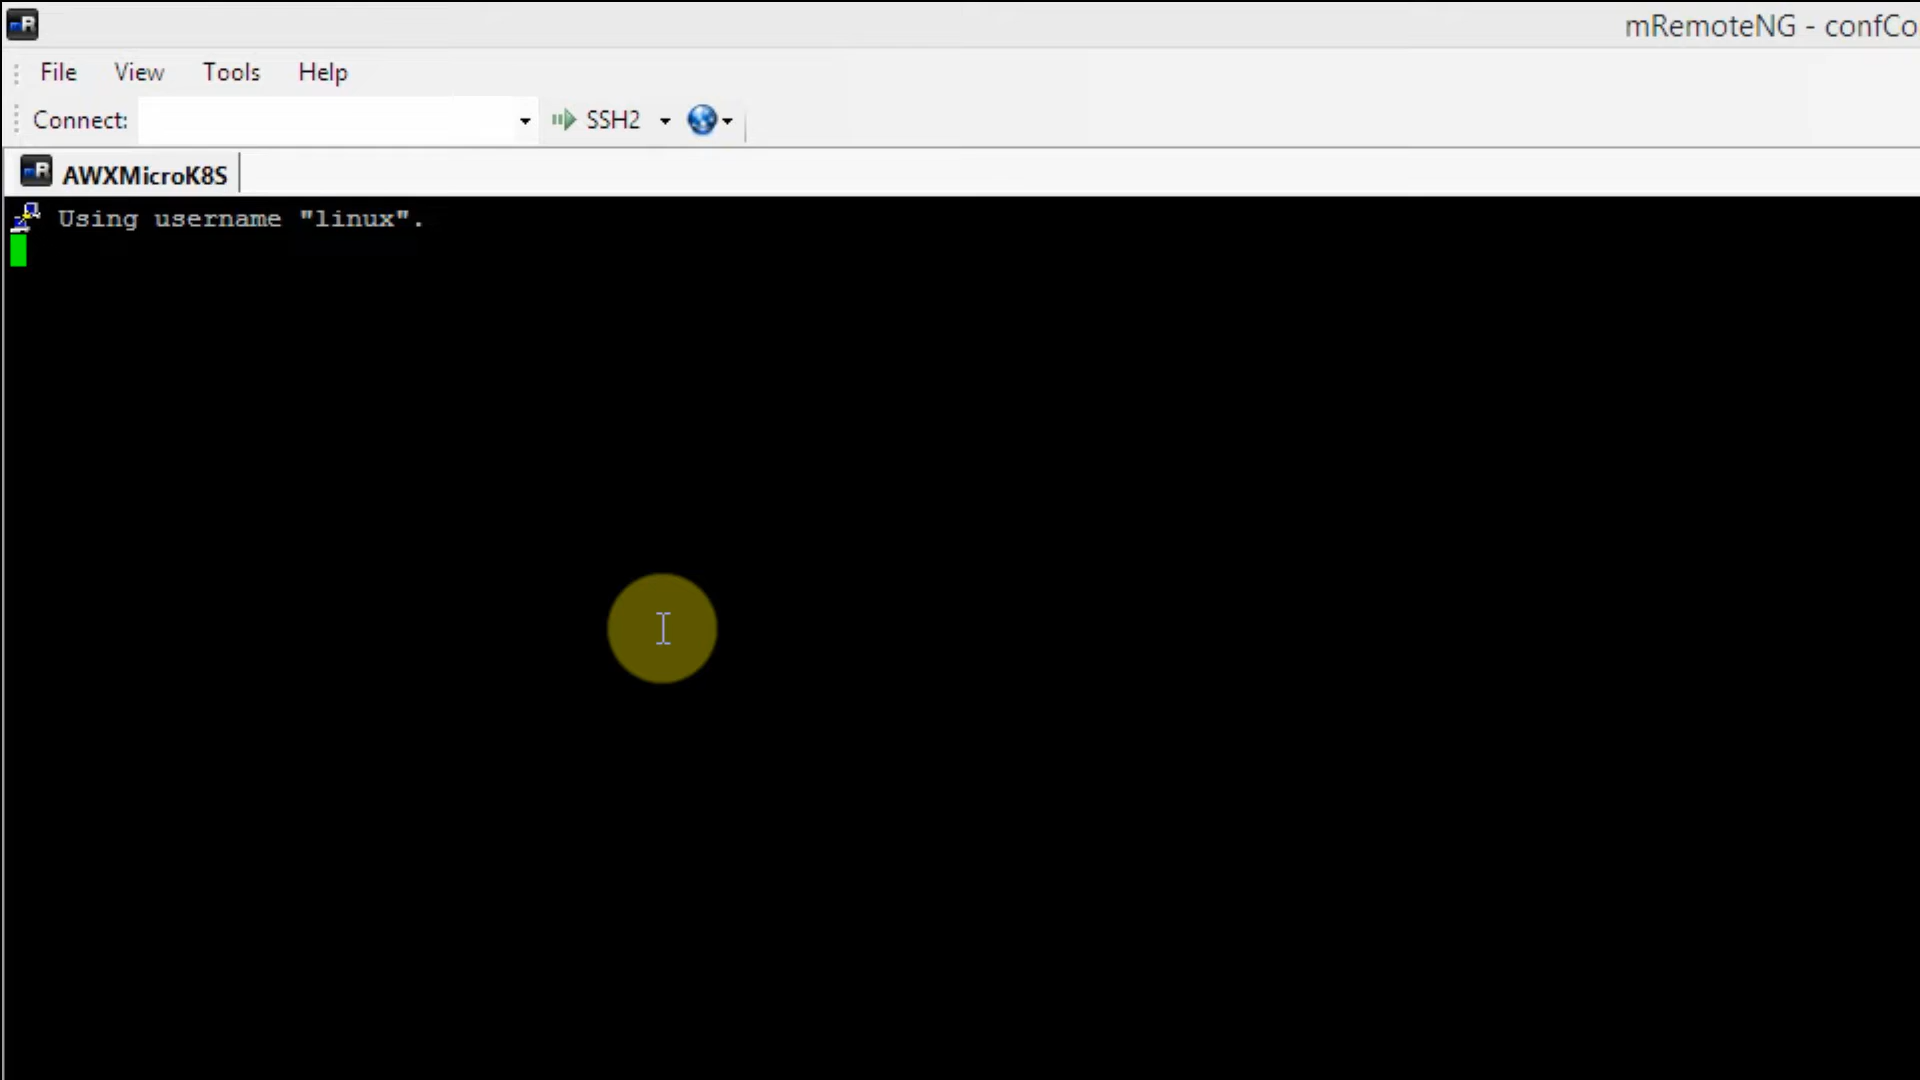 mRemoteNG - confCo
File View Tools Help
Connect: SSH2
AWXMicroK8S
Using username "linux".